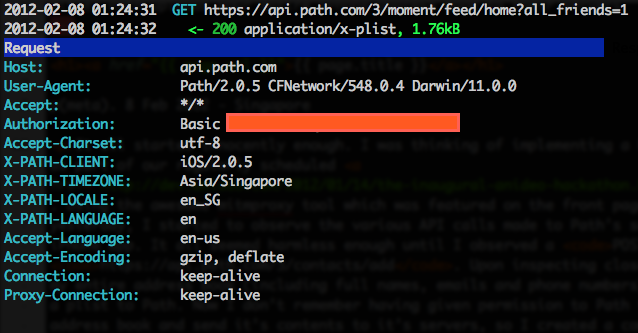 2012-02-08 01:24:31 GET https://api.path.com/3/moment/feed/home?all_friends=1
2012-02-08 01:24:32 <- 200 application/x-plist, 1.76kB
Request
Host: api.path.com
User-Agent: Path/2.0.5 CFNetwork/548.0.4 Darwin/11.0.0
Accept: */*
Authorization: Basic
Accept-Charset: utf-8
X-PATH-CLIENT: iOS/2.0.5
X-PATH-TIMEZONE: Asia/Singapore
X-PATH-LOCALE: en_SG
X-PATH-LANGUAGE: en
Accept-Language: en-us
Accept-Encoding: gzip, deflate
Connection: keep-alive
Proxy-Connection: keep-alive